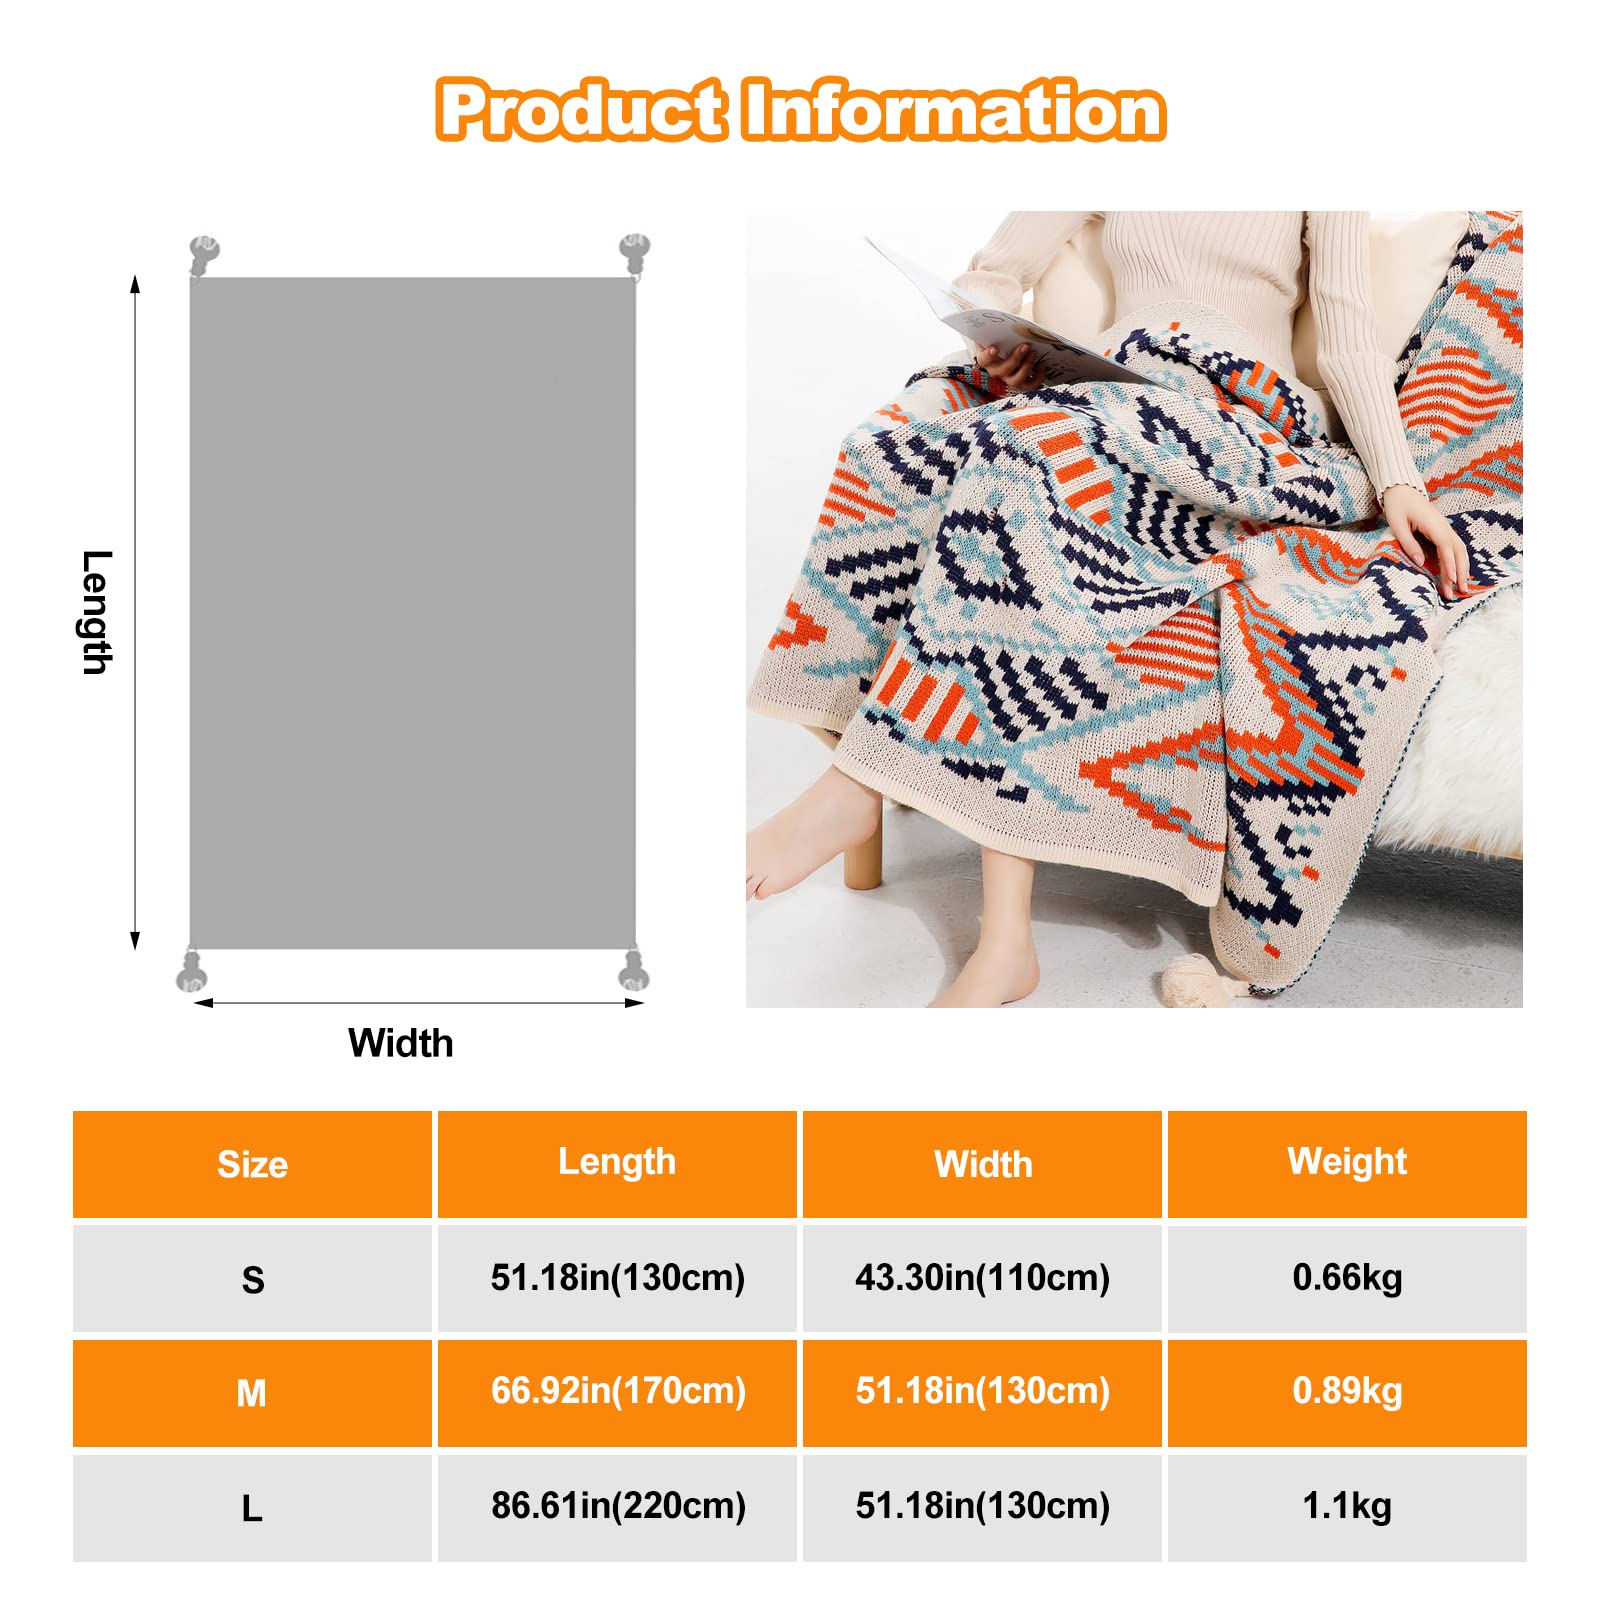 Product Information
Length
Width
Size Length Width Weight
S 51.18in(130cm) 43.30in(110cm) 0.66kg
M 66.92in(170cm) 51.18in(130cm) 0.89kg
L 86.61in(220cm) 51.18in(130cm) 1.1kg